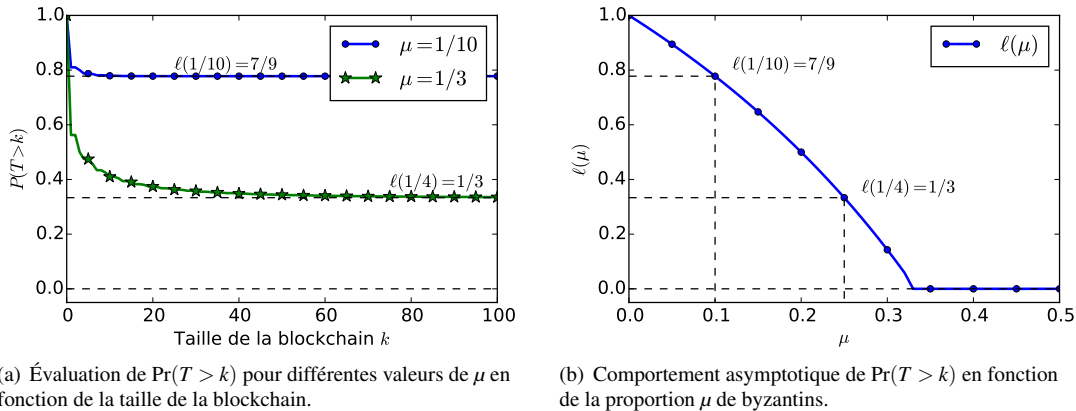 1.0
0.8
0.6
0.4
0.2
0.0
P(T>k)
ℓ(1/10)=7/9
μ=1/10
μ=1/3
ℓ(1/4)=1/3
0 20 40 60 80 100
Taille de la blockchain k
(a) Évaluation de Pr(T > k) pour différentes valeurs de μ en
fonction de la taille de la blockchain.
1.0
0.8
0.6
0.4
0.2
0.0
ℓ(μ)
ℓ(μ)
ℓ(1/10)=7/9
ℓ(1/4)=1/3
0.0 0.1 0.2 0.3 0.4 0.5
μ
(b) Comportement asymptotique de Pr(T > k) en fonction
de la proportion μ de byzantins.